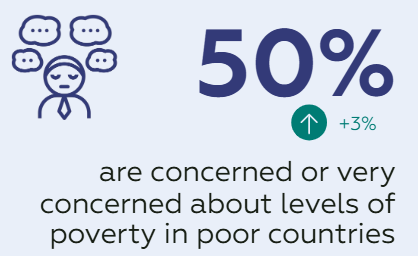 50%
+3%
are concerned or very
concerned about levels of
poverty in poor countries